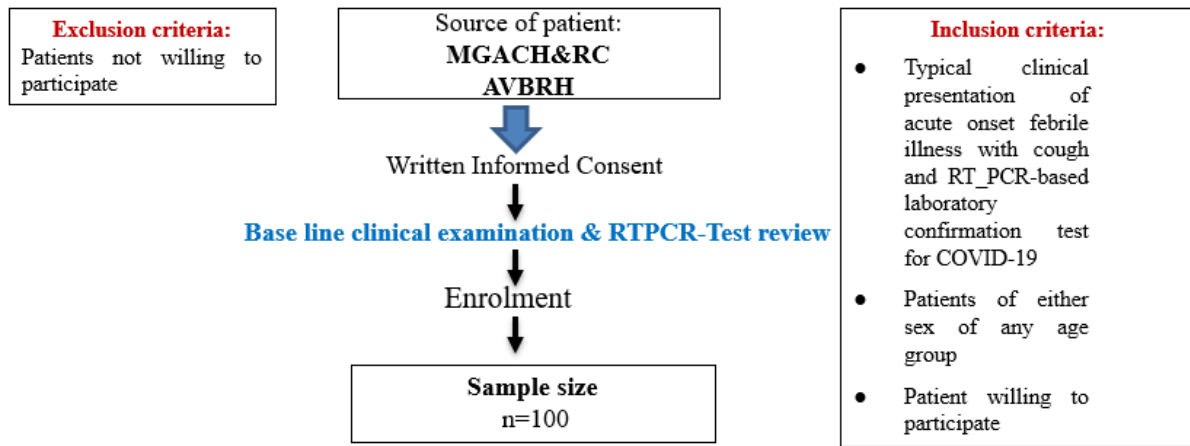 Exclusion criteria:
Patients not willing to
participate
Source of patient:
MGACH&RC
AVBRH
Written Informed Consent
Base line clinical examination & RTPCR-Test review
Enrolment
Sample size
n=100
Inclusion criteria:
● Typical clinical
presentation of
acute onset febrile
illness with cough
and RT_PCR-based
laboratory
confirmation test
for COVID-19
● Patients of either
sex of any age
group
● Patient willing to
participate